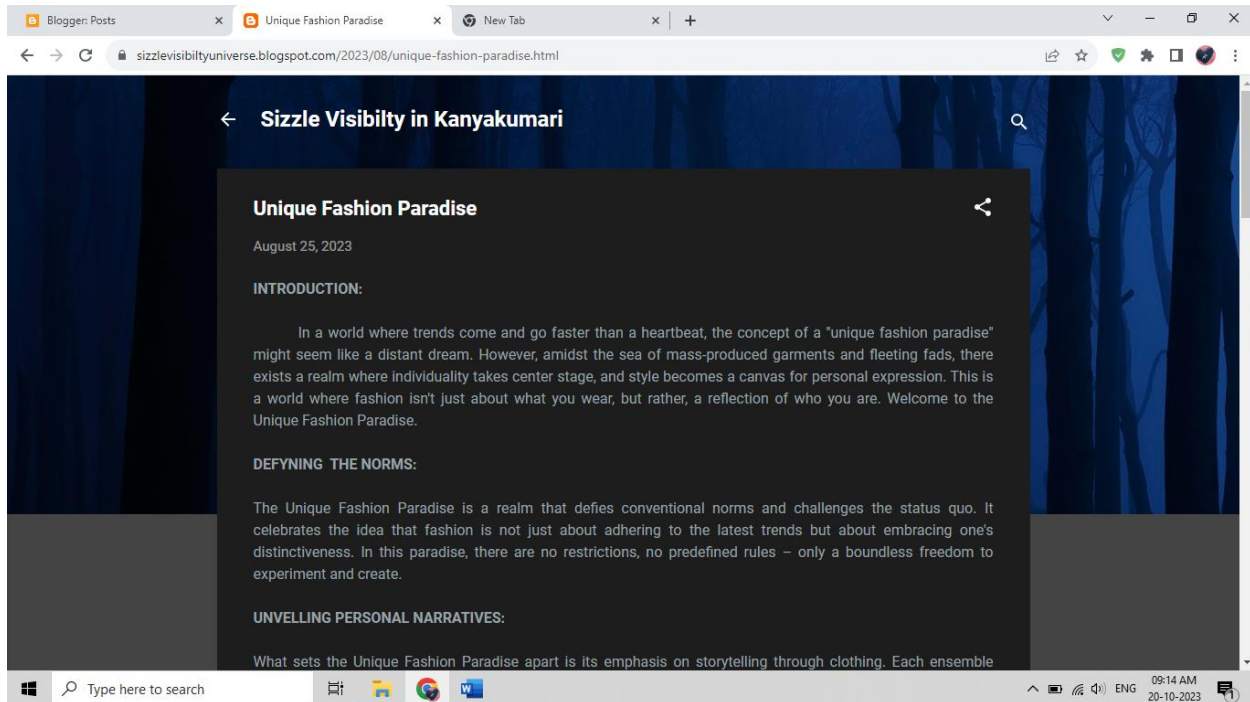 Blogger: Posts
Unique Fashion Paradise
New Tab
sizzlevisibiltyuniverse.blogspot.com/2023/08/unique-fashion-paradise.html
Sizzle Visibilty in Kanyakumari
Unique Fashion Paradise
August 25, 2023
INTRODUCTION:
In a world where trends come and go faster than a heartbeat, the concept of a "unique fashion paradise"
might seem like a distant dream. However, amidst the sea of mass-produced garments and fleeting fads, there
exists a realm where individuality takes center stage, and style becomes a canvas for personal expression. This is
a world where fashion isn't just about what you wear, but rather, a reflection of who you are. Welcome to the
Unique Fashion Paradise.
DEFYNING  THE NORMS:
The Unique Fashion Paradise is a realm that defies conventional norms and challenges the status quo. It
celebrates the idea that fashion is not just about adhering to the latest trends but about embracing one's
distinctiveness. In this paradise, there are no restrictions, no predefined rules – only a boundless freedom to
experiment and create.
UNVELLING PERSONAL NARRATIVES:
What sets the Unique Fashion Paradise apart is its emphasis on storytelling through clothing. Each ensemble
Type here to search
ENG
09:14 AM
20-10-2023
1